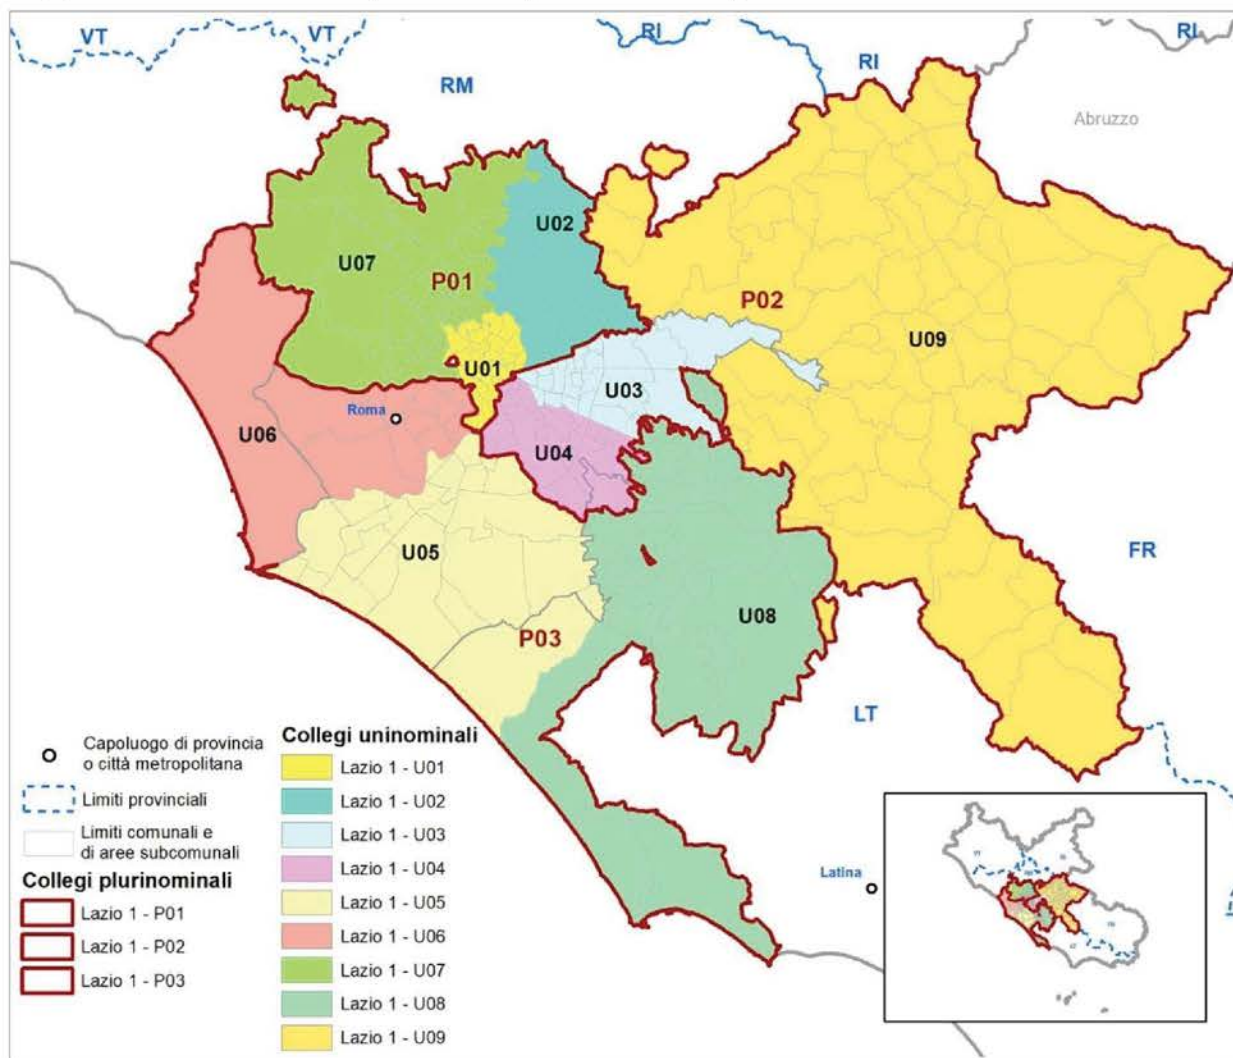 VT
VT
RI
RI
RI
RM
Abruzzo
U02
U07
P01
P02
U09
U01
U03
Roma
U06
U04
U05
FR
U08
P03
LT
Latina
Capoluogo di provincia
o città metropolitana
Limiti provinciali
Limiti comunali e
di aree subcomunali
Collegi plurinominali
Lazio 1 - P01
Lazio 1 - P02
Lazio 1 - P03
Collegi uninominali
Lazio 1 - U01
Lazio 1 - U02
Lazio 1 - U03
Lazio 1 - U04
Lazio 1 - U05
Lazio 1 - U06
Lazio 1 - U07
Lazio 1 - U08
Lazio 1 - U09